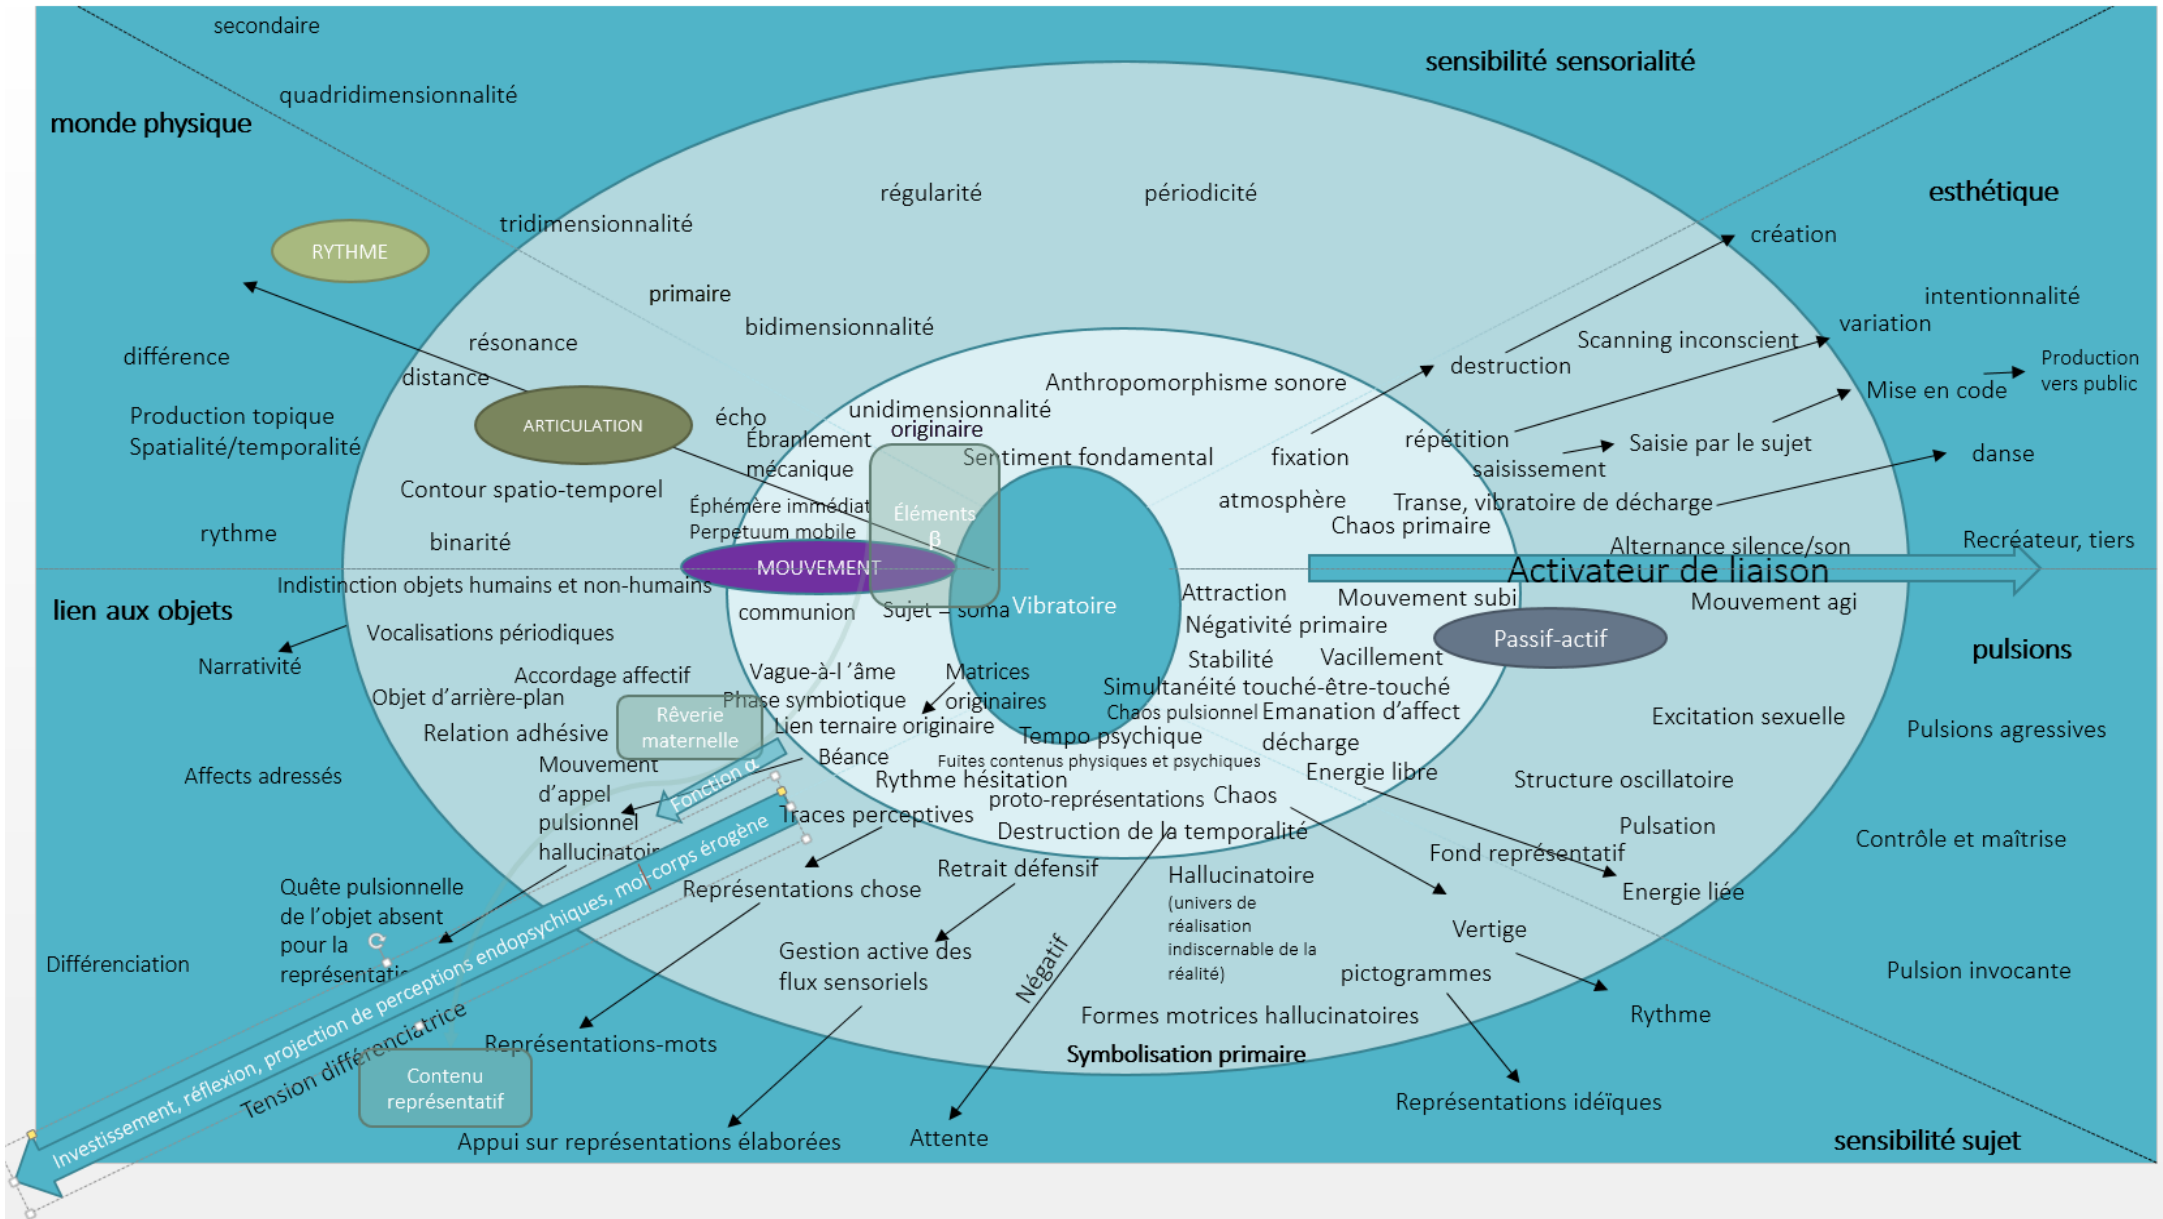 secondaire
sensibilité sensorialité
quadridimensionnalité
monde physique
régularité
périodicité
esthétique
tridimensionnalité
création
RYTHME
primaire
intentionnalité
bidimensionnalité
variation
résonance
Scanning inconscient
différence
distance
destruction
Production
vers public
Anthropomorphisme sonore
Mise en code
Production topique
Spatialité/temporalité
ARTICULATION
écho
unidimensionnalité
originaire
Ébranlement
mécanique
répétition
Saisie par le sujet
Sentiment fondamental
fixation
saisissement
danse
Contour spatio-temporel
Éphémère immédiat
Perpetuum mobile
Éléments
β
atmosphère
Transe, vibratoire de décharge
Chaos primaire
rythme
binarité
Alternance silence/son
Recréateur, tiers
MOUVEMENT
Activateur de liaison
Indistinction objets humains et non-humains
lien aux objets
communion
Sujet = soma
Vibratoire
Attraction
Mouvement subi
Mouvement agi
Vocalisations périodiques
Négativité primaire
Passif-actif
pulsions
Narrativité
Accordage affectif
Vague-à-l ’âme
Matrices
originaires
Stabilité
Vacillement
Objet d’arrière-plan
Phase symbiotique
Simultanéité touché-être-touché
Rêverie
maternelle
Chaos pulsionnel
Emanation d’affect
Excitation sexuelle
Relation adhésive
Lien ternaire originaire
Tempo psychique
décharge
Pulsions agressives
Béance
Fuites contenus physiques et psychiques
Affects adressés
Mouvement
d’appel
pulsionnel
hallucinatoir
Fonction α
Rythme hésitation
Energie libre
Structure oscillatoire
proto-représentations
Chaos
Traces perceptives
Destruction de la temporalité
Pulsation
Contrôle et maîtrise
Fond représentatif
Retrait défensif
Hallucinatoire
(univers de
réalisation
indiscernable de la
réalité)
Energie liée
Quête pulsionnelle
de l’objet absent
pour la
représentatio
Représentations chose
Vertige
Gestion active des
flux sensoriels
Négatif
pictogrammes
Différenciation
Pulsion invocante
Investissement, réflexion, projection de perceptions endopsychiques, moi-corps érogène
Tension différenciatrice
Formes motrices hallucinatoires
Rythme
Représentations-mots
Symbolisation primaire
Contenu
représentatif
Représentations idéïques
Appui sur représentations élaborées
Attente
sensibilité sujet